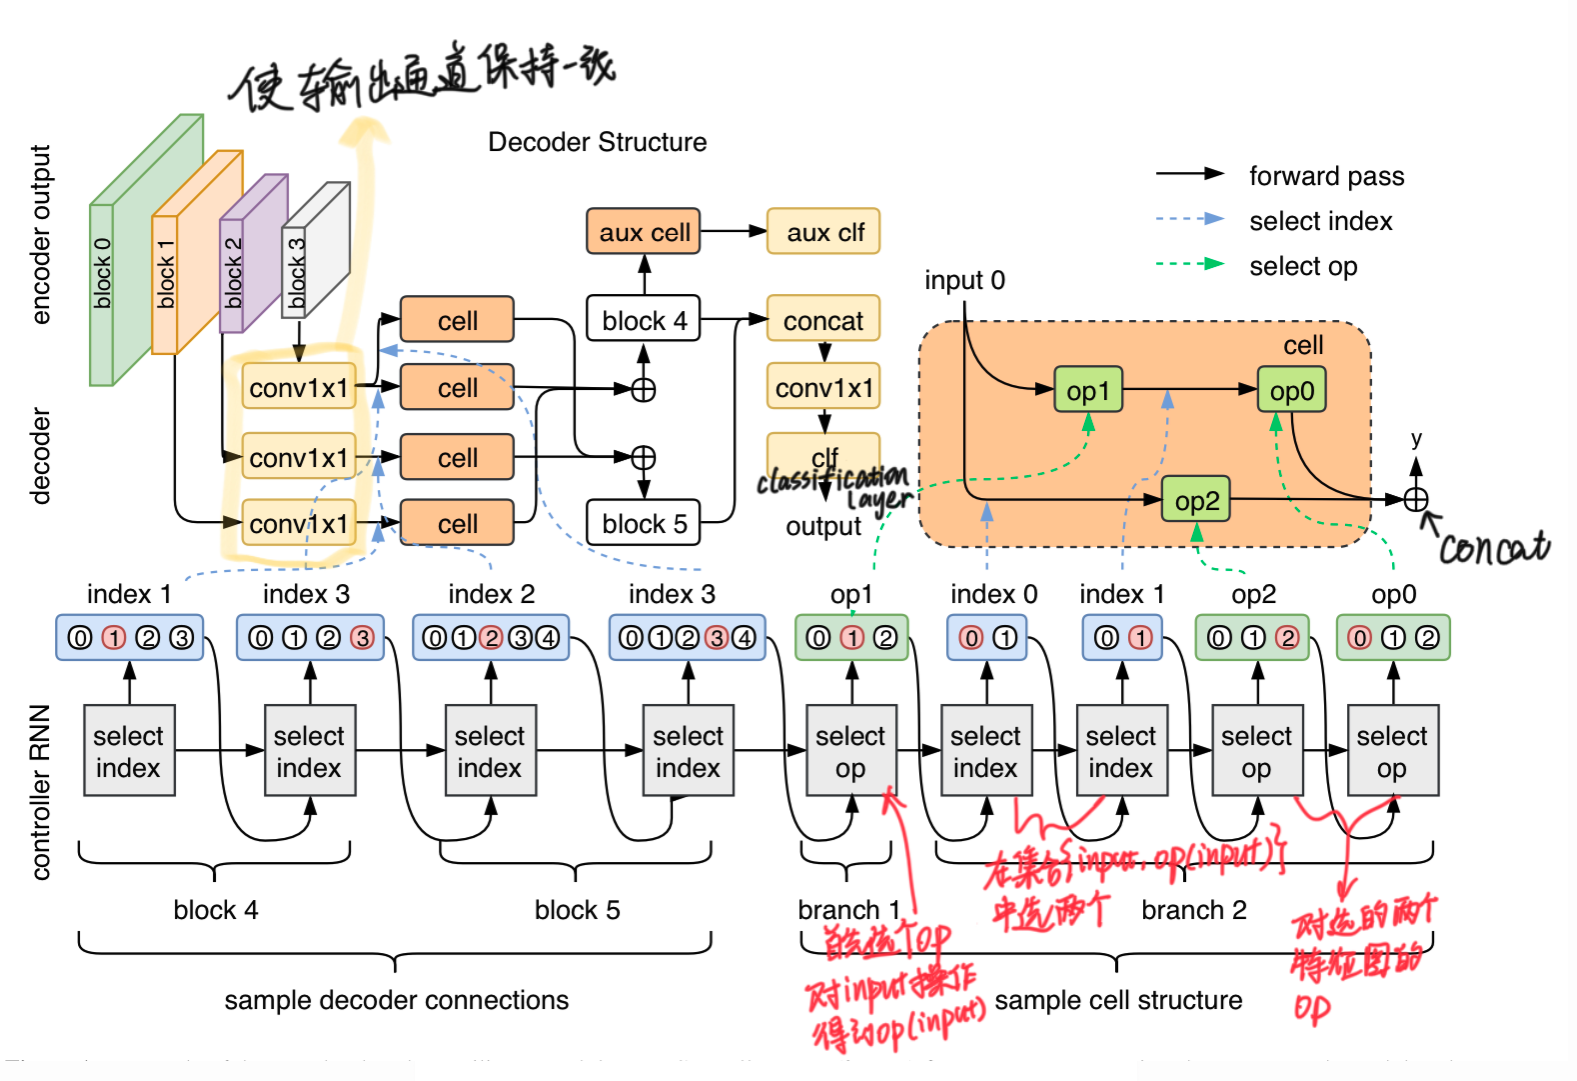 使输出通道保持一致
Decoder Structure
encoder output
block 0
block 1
block 2
block 3
forward pass
select index
select op
decoder
conv1x1
conv1x1
conv1x1
cell
cell
cell
cell
aux cell
aux clf
block 4
block 5
concat
conv1x1
clf
classification
layer
output
input 0
cell
op1
op0
op2
y
concat
index 1
index 3
index 2
index 3
op1
index 0
index 1
op2
op0
0 1 2 3
0 1 2 3
0 1 2 3 4
0 1 2 3 4
0 1 2
0 1
0 1
0 1 2
0 1 2
controller RNN
select
index
select
index
select
index
select
index
select
op
select
index
select
index
select
op
select
op
block 4
block 5
branch 1
branch 2
首先选个op
对input操作
得到op(input)
在集合{input, op(input)}
中选两个
对选的两个
特征图的
op
sample decoder connections
sample cell structure